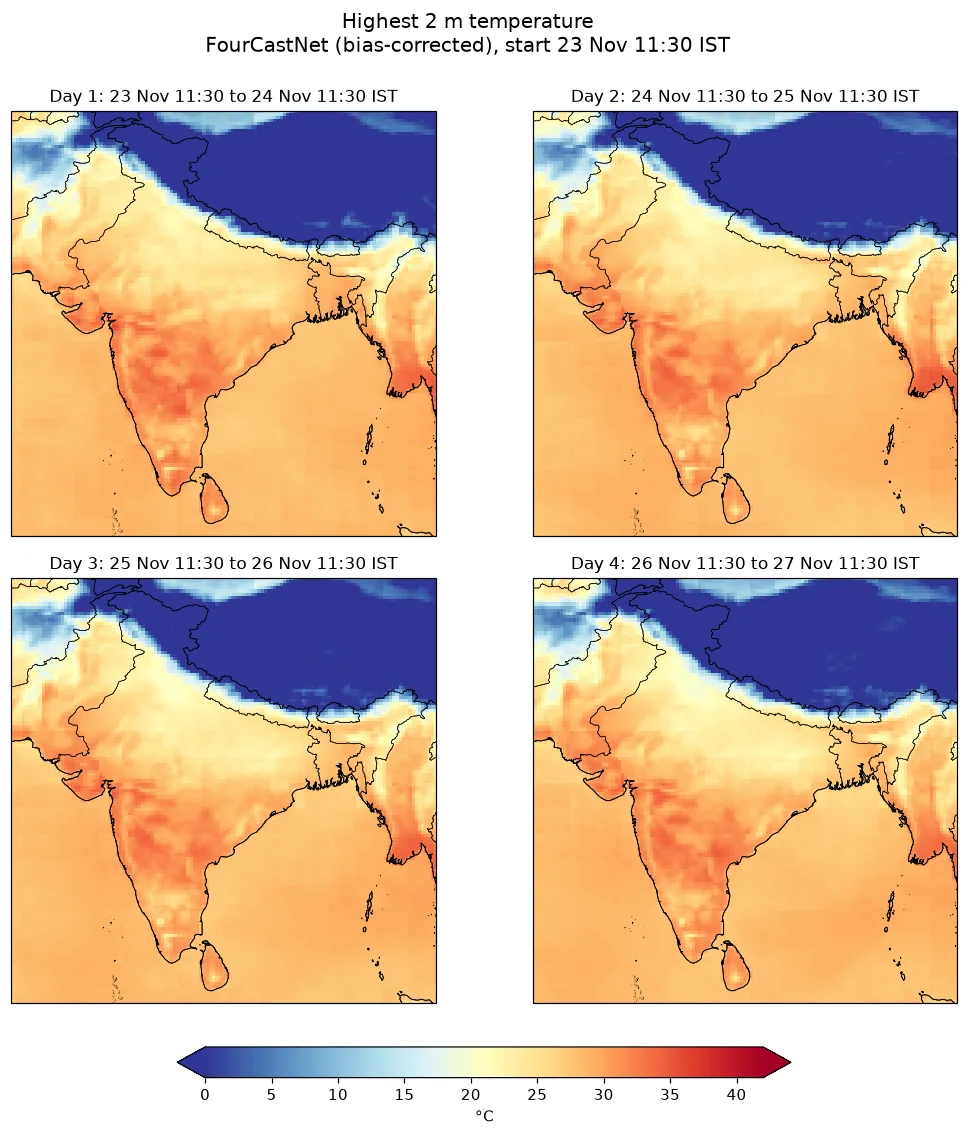 Highest 2 m temperature
FourCastNet (bias-corrected), start 23 Nov 11:30 IST
Day 1: 23 Nov 11:30 to 24 Nov 11:30 IST
Day 2: 24 Nov 11:30 to 25 Nov 11:30 IST
Day 3: 25 Nov 11:30 to 26 Nov 11:30 IST
Day 4: 26 Nov 11:30 to 27 Nov 11:30 IST
0 5 10 15 20 25 30 35 40
°C